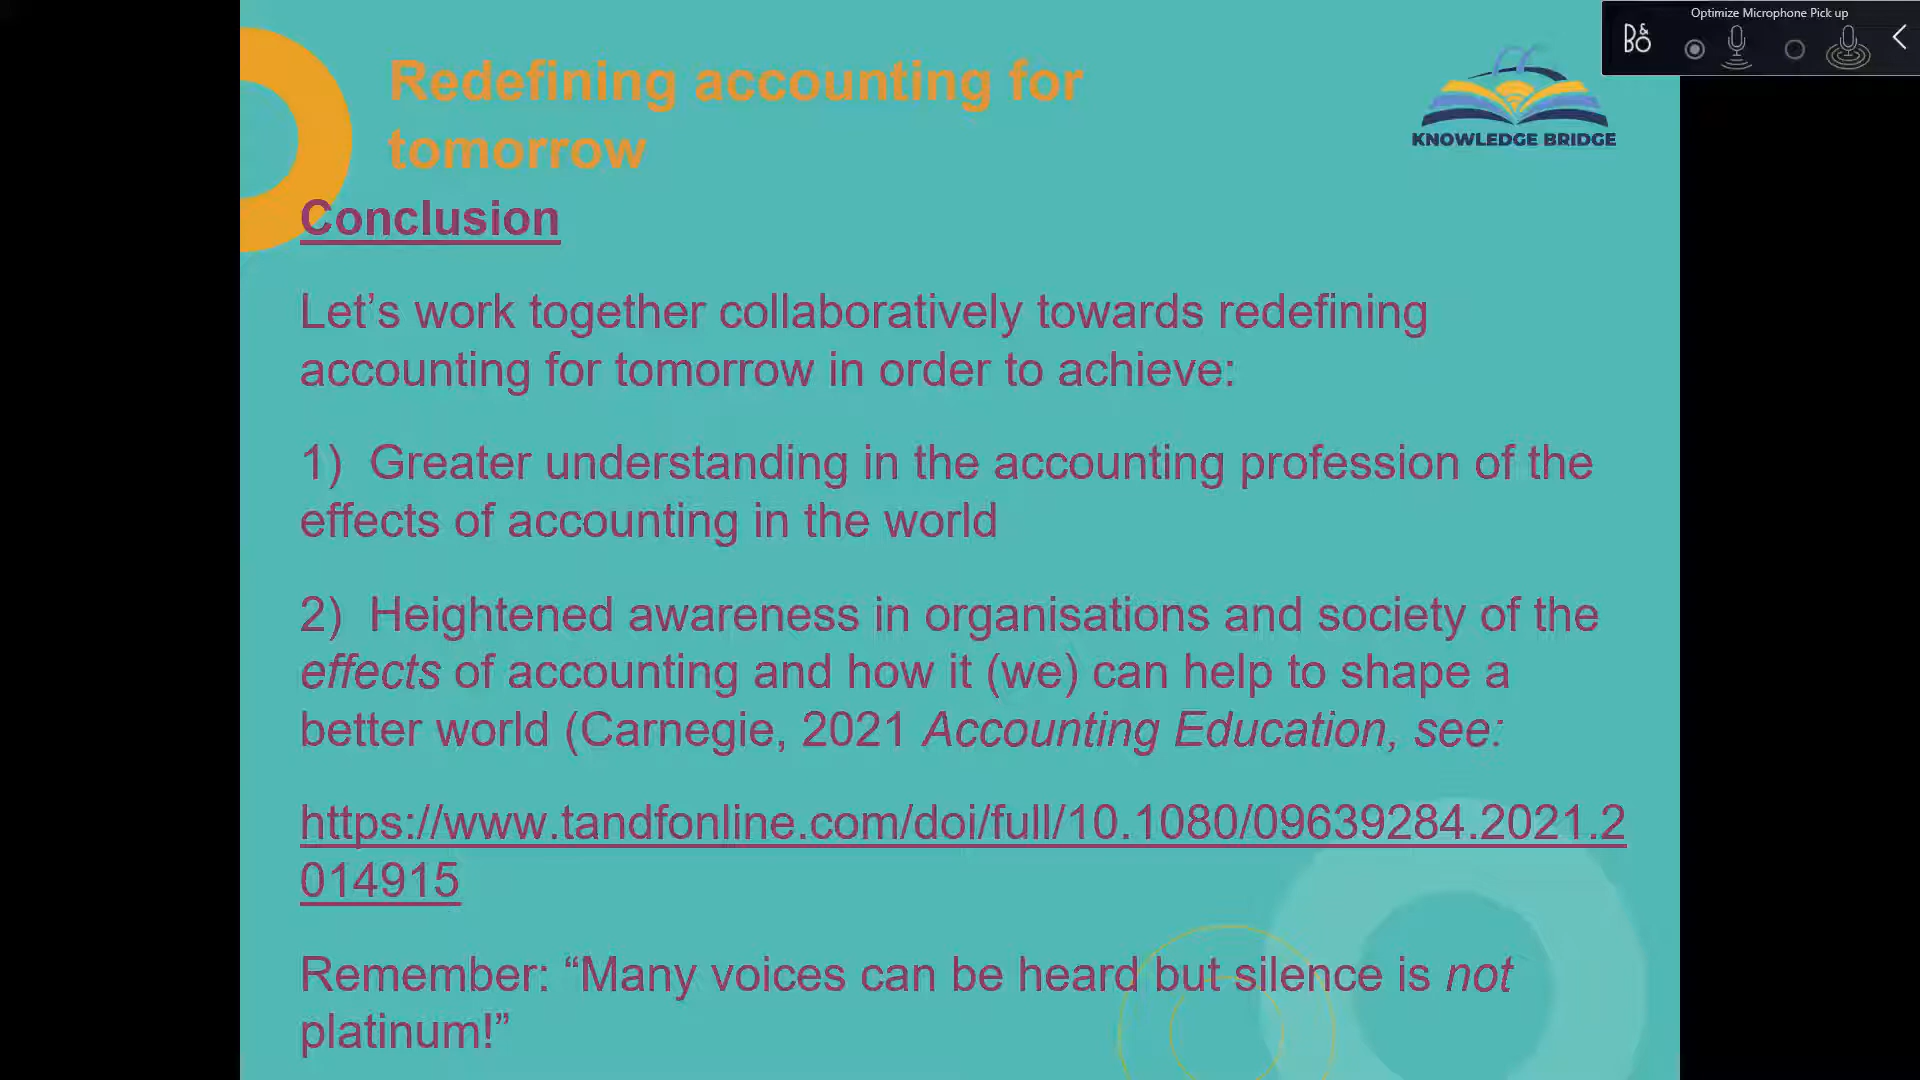 Optimize Microphone Pick up
B&O
Redefining accounting for
tomorrow
KNOWLEDGE BRIDGE
Conclusion
Let’s work together collaboratively towards redefining
accounting for tomorrow in order to achieve:
1) Greater understanding in the accounting profession of the
effects of accounting in the world
2) Heightened awareness in organisations and society of the
effects of accounting and how it (we) can help to shape a
better world (Carnegie, 2021 Accounting Education, see:
https://www.tandfonline.com/doi/full/10.1080/09639284.2021.2
014915
Remember: “Many voices can be heard but silence is not
platinum!”